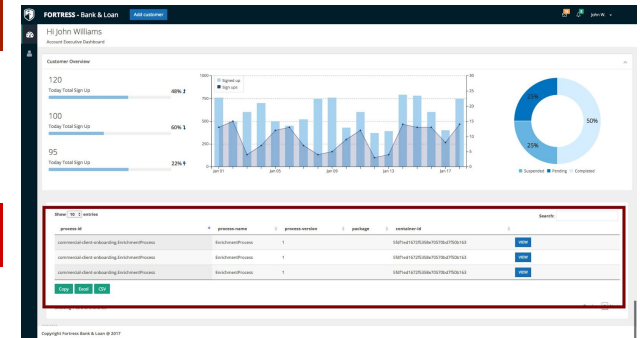 FORTRESS - Bank & Loan Add customer John W.
Hi John Williams
Account Executive Dashboard
Customer Overview
120
Today Total Sign Up 48%
100
Today Total Sign Up 60%
95
Today Total Sign Up 22%
Signed up
Sign ups
1000
750
500
250
0
30
25
20
15
10
5
0
Jan 01 Jan 07 Jan 09 Jan 13 Jan 17
25%
50%
25%
Suspended Pending Completed
Show 10 entries Search:
process-id process-name process-version package container-id
commercial-client-onboarding.EnrichmentProcess EnrichmentProcess 1 VIEW
commercial-client-onboarding.EnrichmentProcess EnrichmentProcess 1 VIEW
commercial-client-onboarding.EnrichmentProcess EnrichmentProcess 1 VIEW
Copy Excel CSV
Copyright Fortress Bank & Loan @ 2017